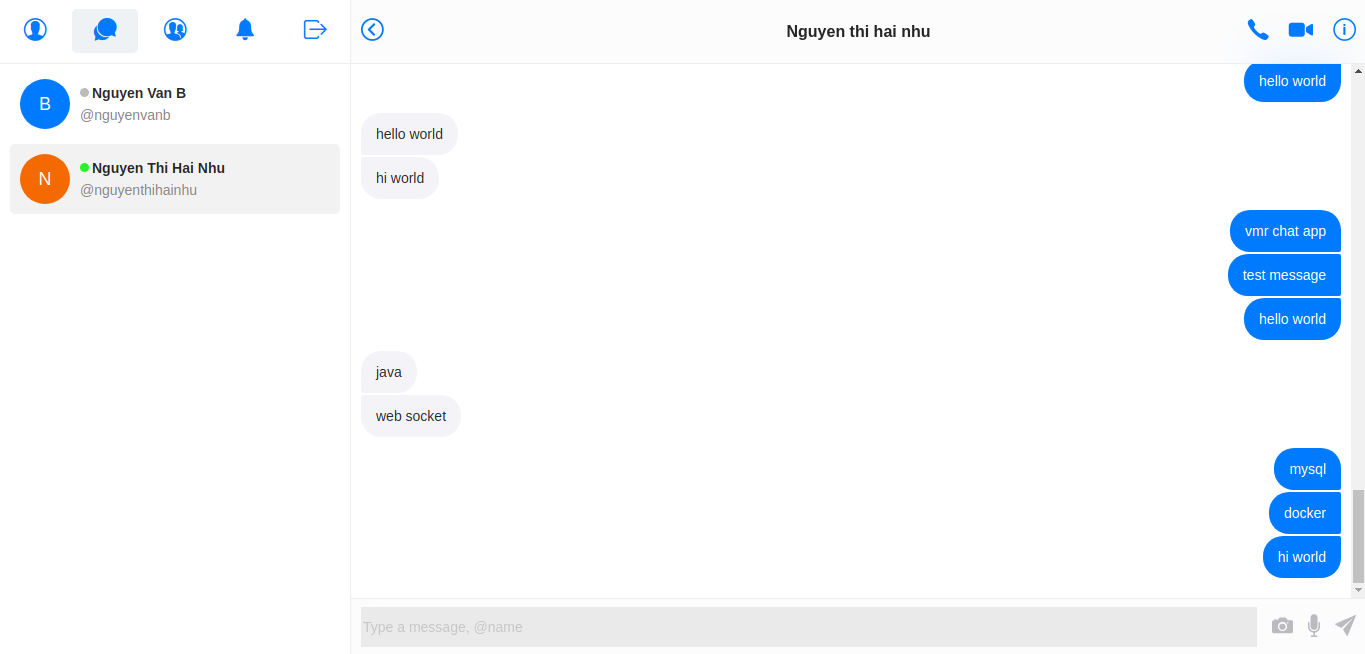 Nguyen thi hai nhu
B
Nguyen Van B
@nguyenvanb
N
Nguyen Thi Hai Nhu
@nguyenthihainhu
hello world
hello world
hi world
vmr chat app
test message
hello world
java
web socket
mysql
docker
hi world
Type a message, @name